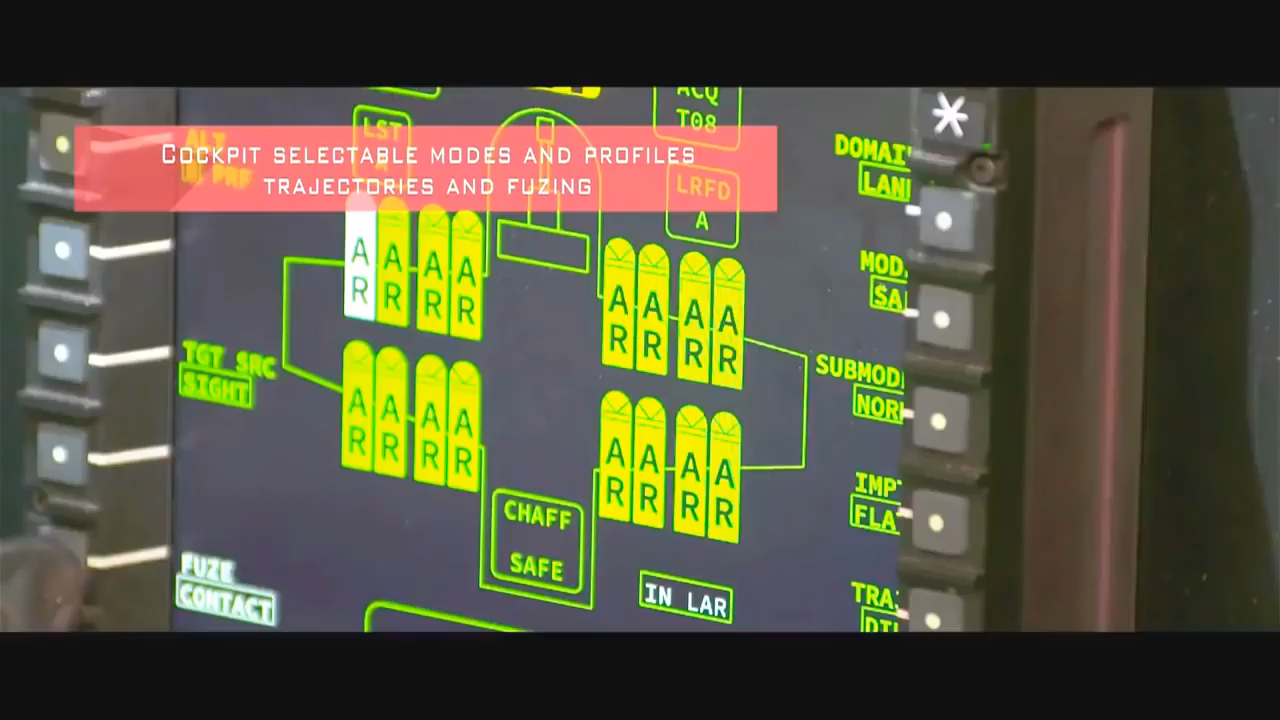 ACQ
T08
LST
ALT
COCKPIT SELECTABLE MODES AND PROFILES
TRAJECTORIES AND FUZING
LRFD
A
DOMAI
LAN
A A A A
R R R R
A A A A
R R R R
MOD
SA
TGT SRC
SIGHT
SUBMOD
NOR
A A A A
R R R R
A A A A
R R R R
CHAFF
SAFE
IMP
FLA
FUZE
CONTACT
IN LAR
TRA